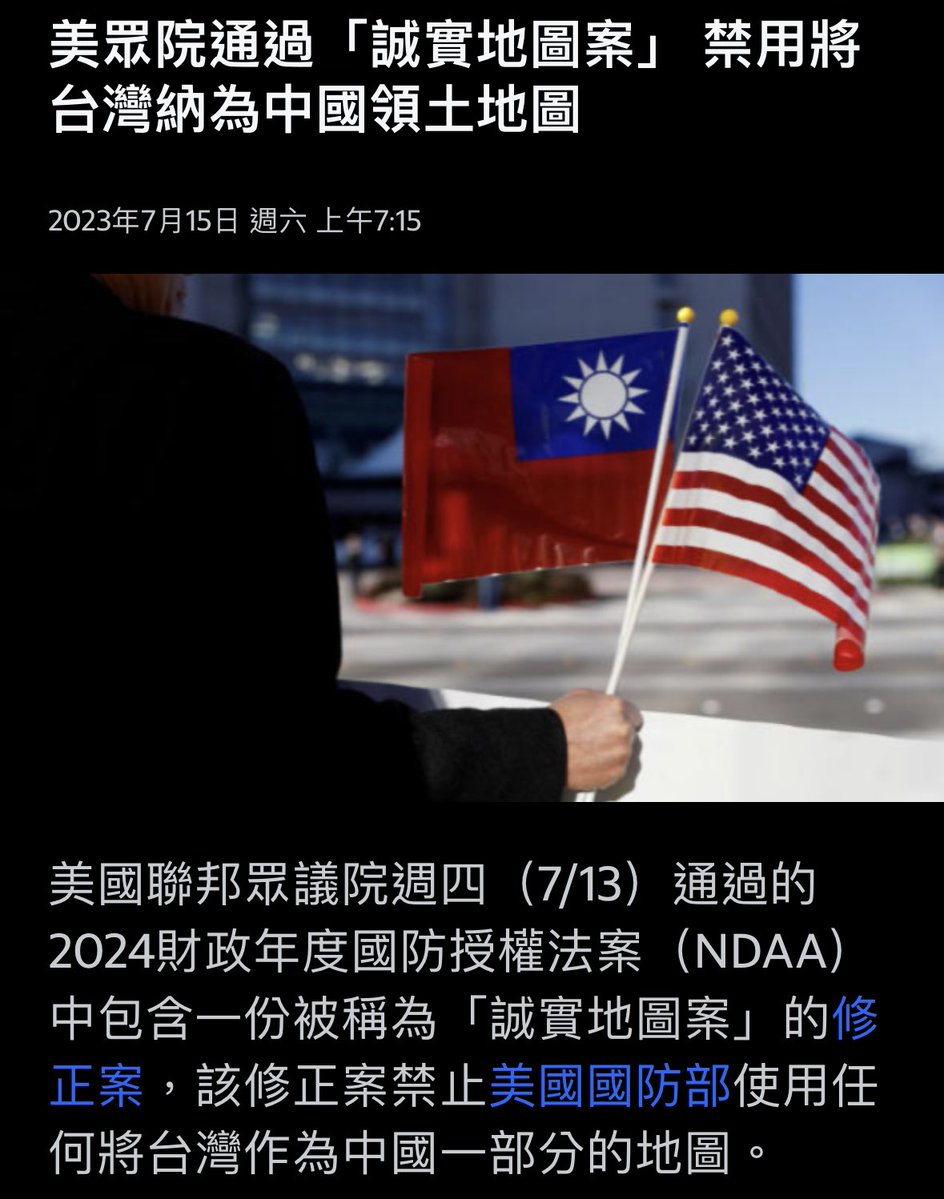 美眾院通過「誠實地圖案」 禁用將
台灣納為中國領土地圖
2023年7月15日 週六 上午7:15
美國聯邦眾議院週四（7/13）通過的
2024財政年度國防授權法案（NDAA）
中包含一份被稱為「誠實地圖案」的修
正案，該修正案禁止美國國防部使用任
何將台灣作為中國一部分的地圖。